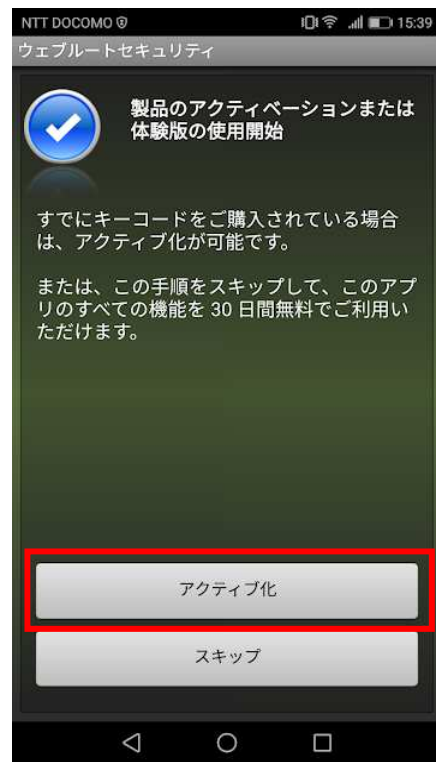 NTT DOCOMO 15:39
ウェブルートセキュリティ
製品のアクティベーションまたは
体験版の使用開始
すでにキーコードをご購入されている場合
は、アクティブ化が可能です。
または、この手順をスキップして、このアプ
リのすべての機能を 30 日間無料でご利用い
ただけます。
アクティブ化
スキップ